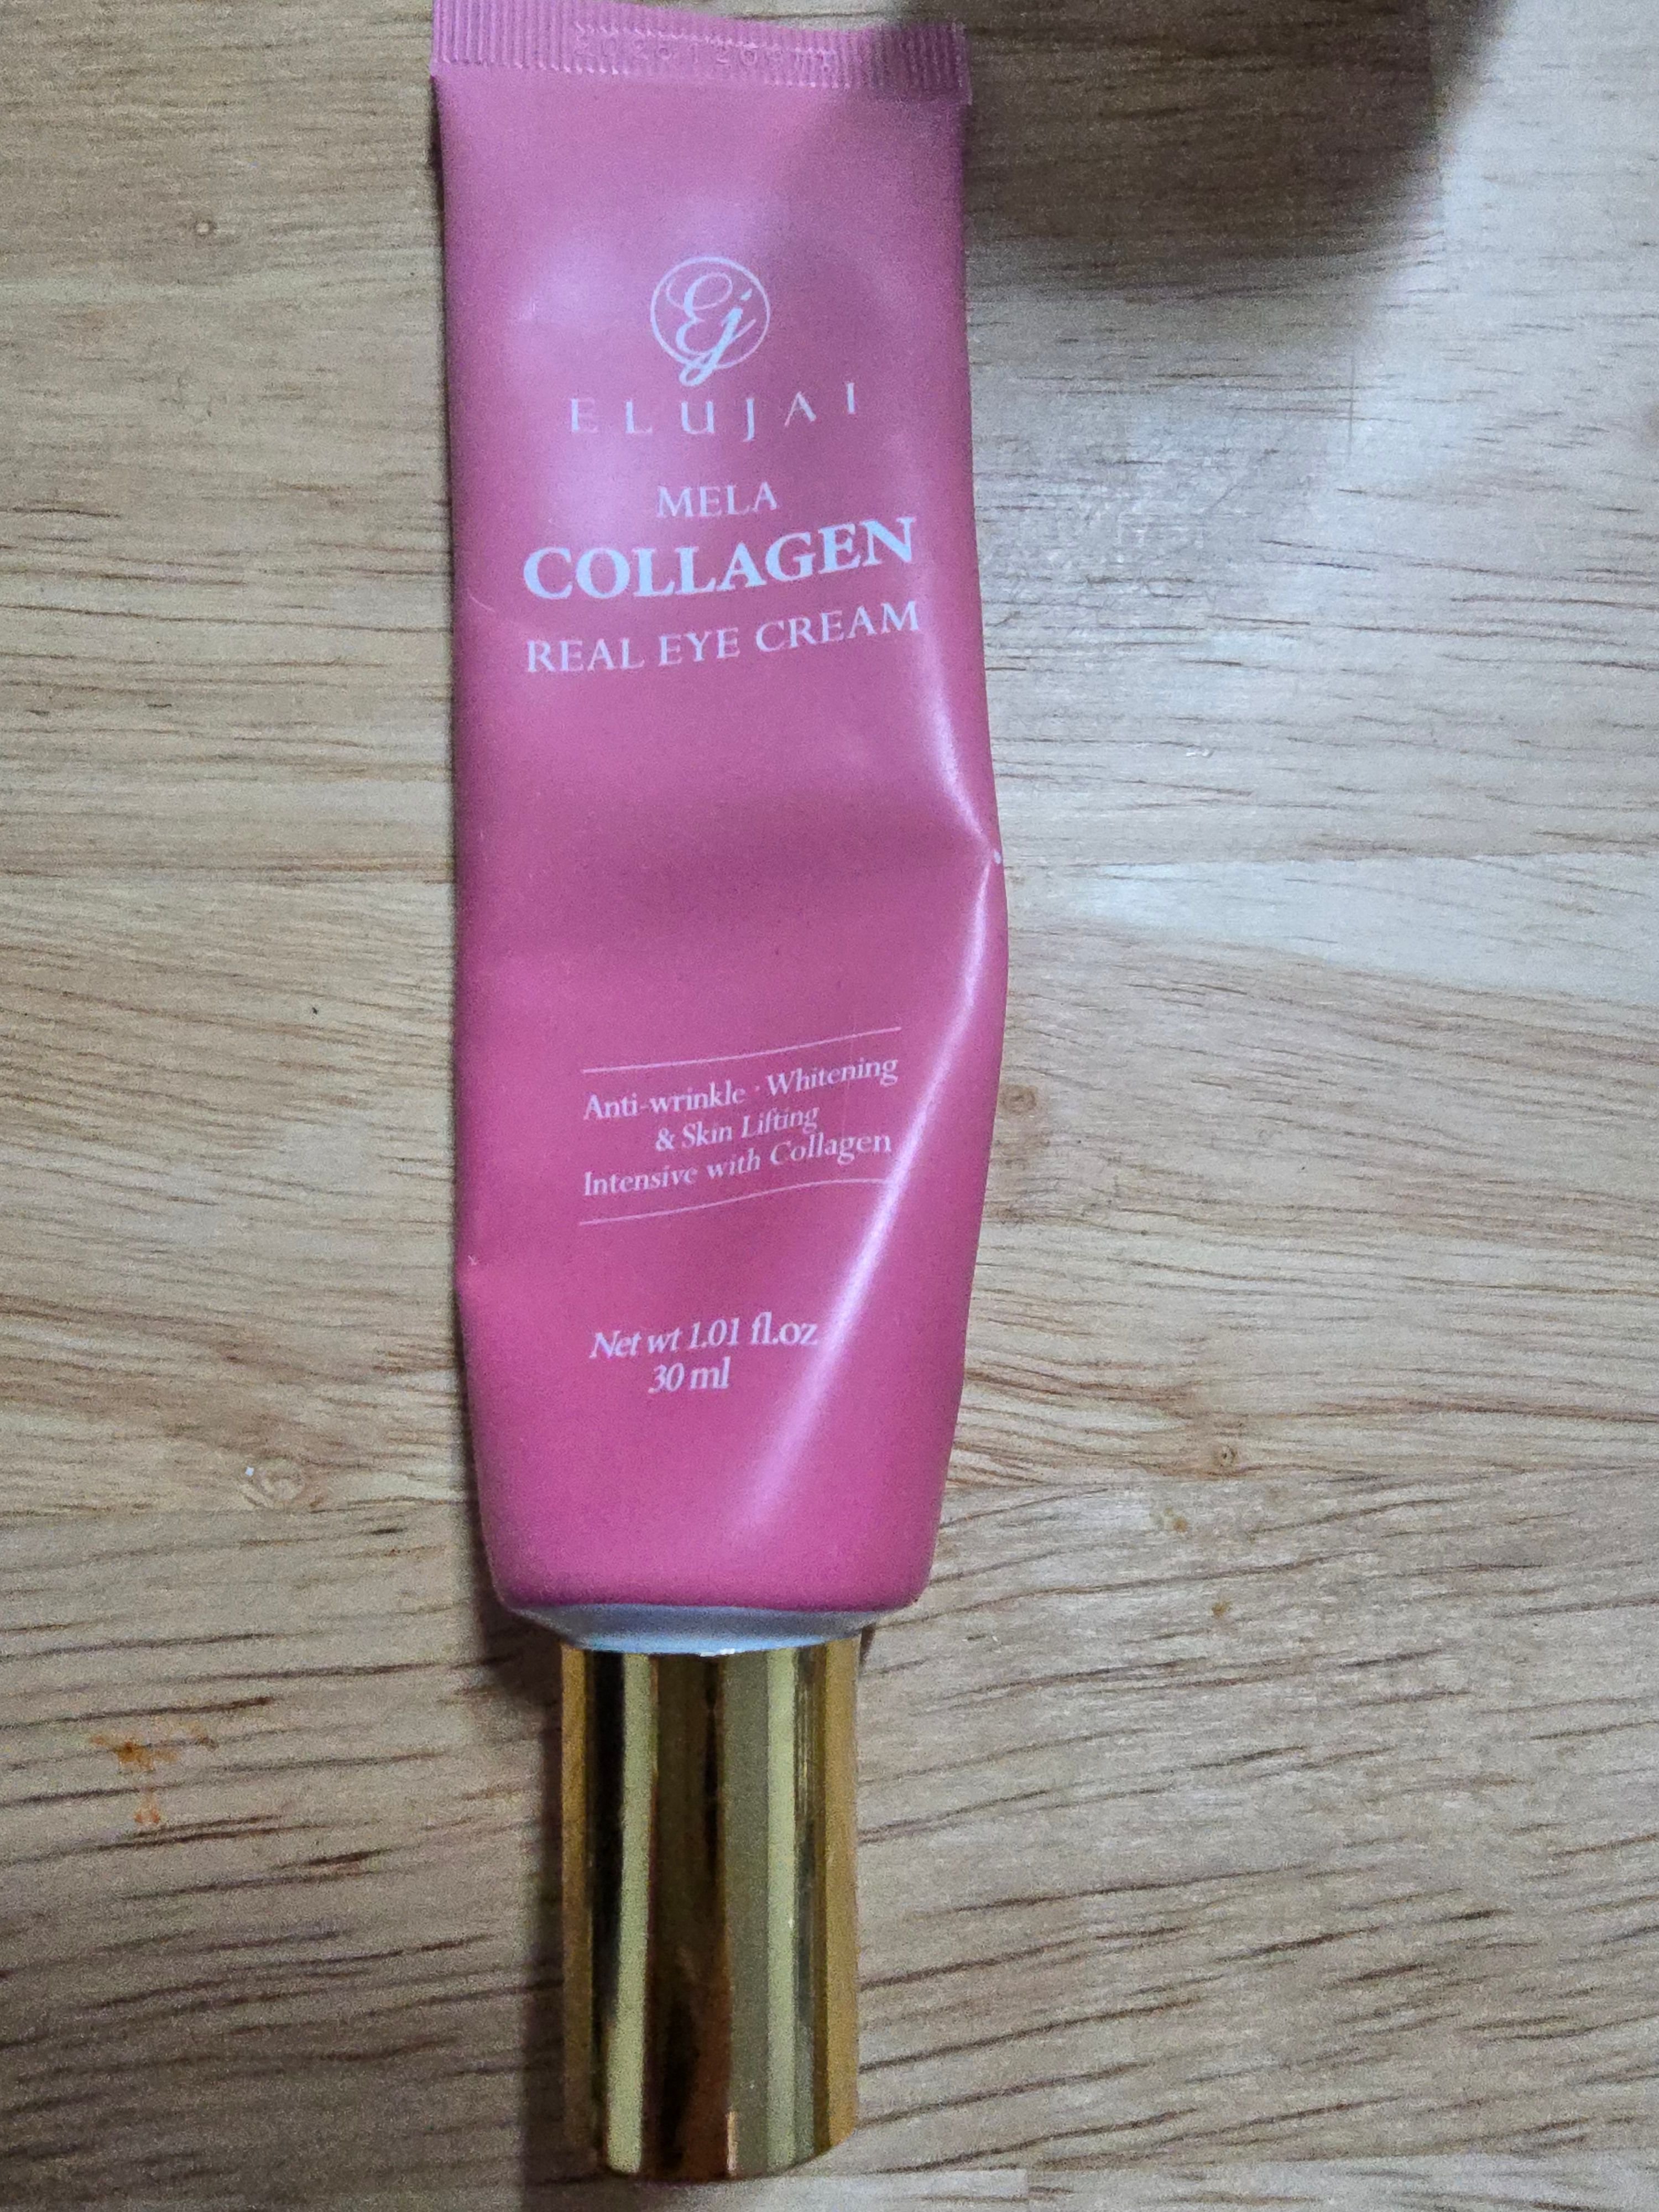 Ej
ELUJAI
MELA
COLLAGEN
REAL EYE CREAM
Anti-wrinkle · Whitening
& Skin Lifting
Intensive with Collagen
Net wt 1.01 fl.oz
30 ml